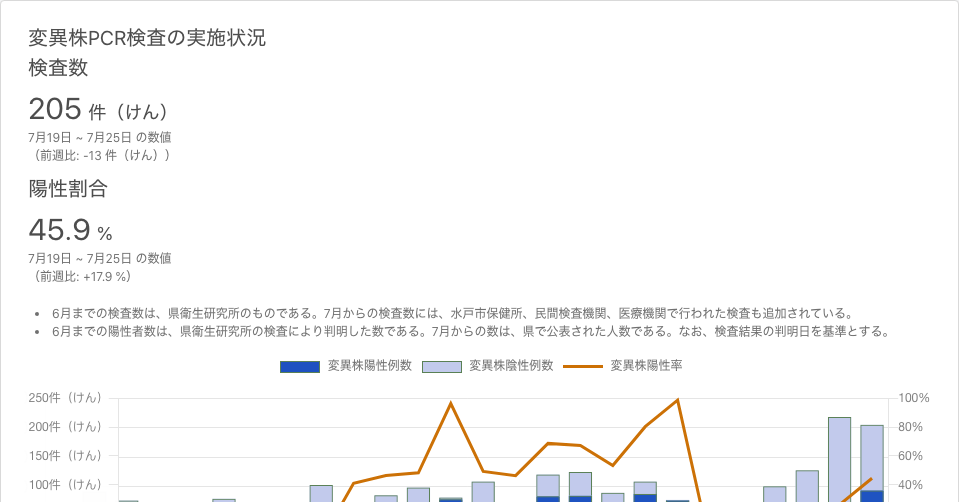 変異株PCR検査の実施状況
検査数
205 件（けん）
7月19日 ~ 7月25日 の数値
（前週比: -13 件（けん））
陽性割合
45.9 %
7月19日 ~ 7月25日 の数値
（前週比: +17.9 %）
• 6月までの検査数は、県衛生研究所のものである。7月からの検査数には、水戸市保健所、民間検査機関、医療機関で行われた検査も追加されている。
• 6月までの陽性者数は、県衛生研究所の検査により判明した数である。7月からの数は、県で公表された人数である。なお、検査結果の判明日を基準とする。
変異株陽性例数 変異株陰性例数 変異株陽性率
250件（けん） 100%
200件（けん） 80%
150件（けん） 60%
100件（けん） 40%